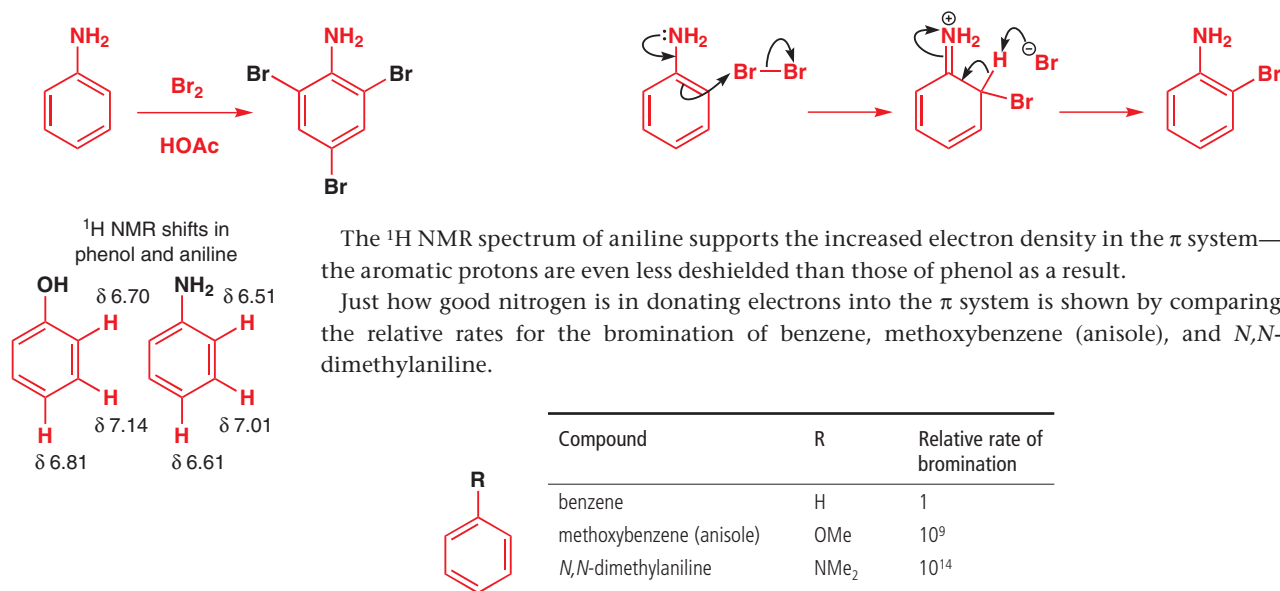 NH2
Br2
HOAc
NH2
Br
Br
Br
:NH2
Br—Br
⊕
NH2
H
⊖
Br
Br
NH2
Br
1H NMR shifts in
phenol and aniline
OH
δ 6.70
H
H
δ 7.14
H
δ 6.81
NH2
δ 6.51
H
H
δ 7.01
H
δ 6.61
The 1H NMR spectrum of aniline supports the increased electron density in the π system—
the aromatic protons are even less deshielded than those of phenol as a result.
Just how good nitrogen is in donating electrons into the π system is shown by comparing
the relative rates for the bromination of benzene, methoxybenzene (anisole), and N,N-
dimethylaniline.
R
Compound R Relative rate of
bromination
benzene H 1
methoxybenzene (anisole) OMe 10^9
N,N-dimethylaniline NMe2 10^14